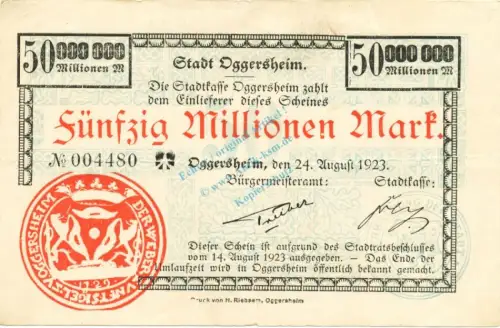 50 000 000 50 000 000
Millionen M Millionen M
Stadt Oggersheim.
Die Stadtkasse Oggersheim zahlt
dem Einlieferer dieses Scheines
Fünfzig Millionen Mark.
№ 004480 Oggersheim, den 24. August 1923.
Bürgermeisteramt: Stadtkasse:
Dieser Schein ist aufgrund des Stadtratsbeschlusses
vom 14. August 1923 ausgegeben. – Das Ende der
Umlaufzeit wird in Oggersheim öffentlich bekannt gemacht.
Druck von H. Riebsam, Oggersheim